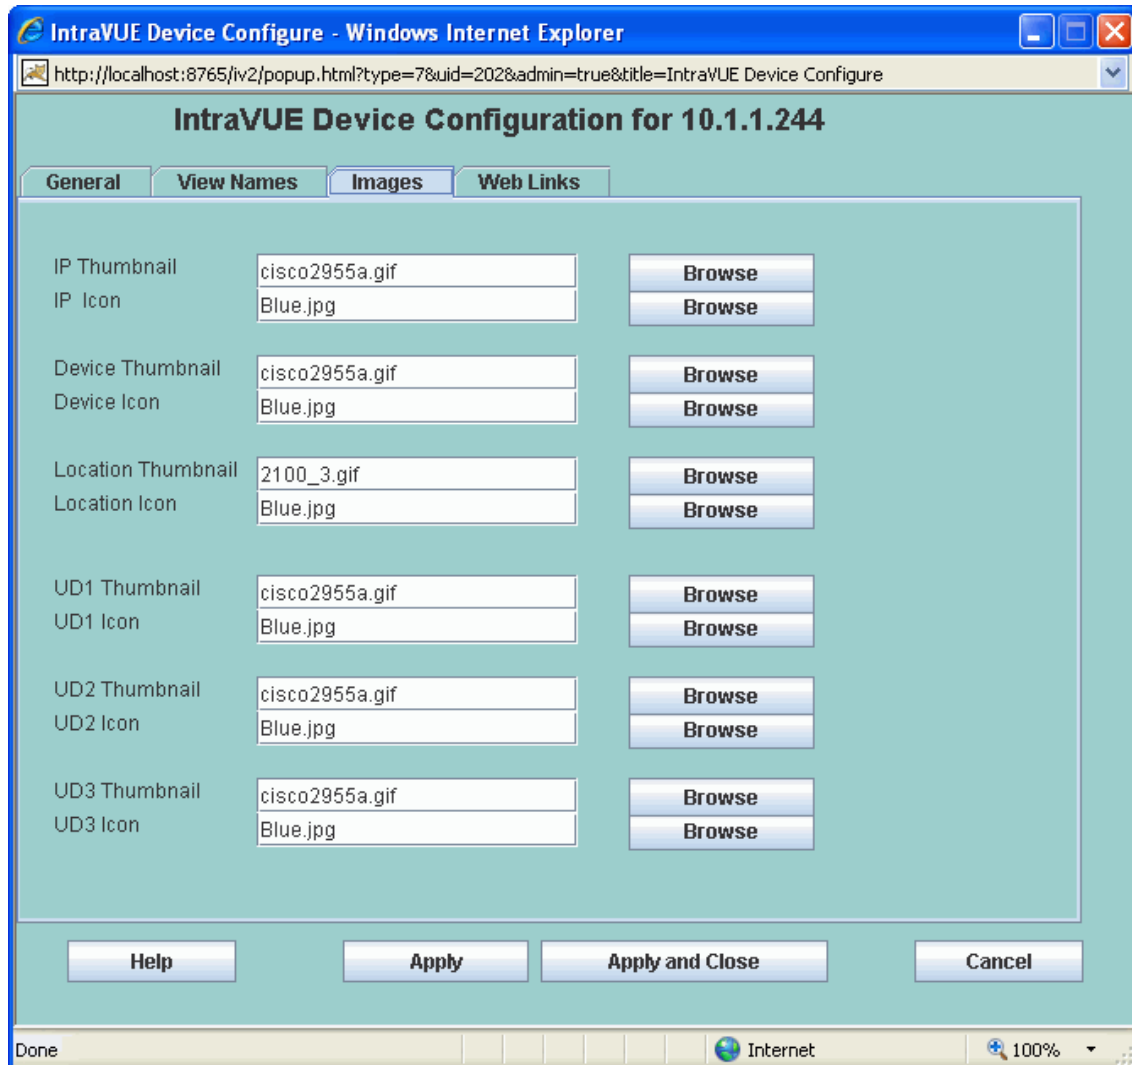 IntraVUE Device Configure - Windows Internet Explorer
http://localhost:8765/iv2/popup.html?type=7&uid=202&admin=true&title=IntraVUE Device Configure
IntraVUE Device Configuration for 10.1.1.244
General View Names Images Web Links
IP Thumbnail cisco2955a.gif Browse
IP Icon Blue.jpg Browse
Device Thumbnail cisco2955a.gif Browse
Device Icon Blue.jpg Browse
Location Thumbnail 2100_3.gif Browse
Location Icon Blue.jpg Browse
UD1 Thumbnail cisco2955a.gif Browse
UD1 Icon Blue.jpg Browse
UD2 Thumbnail cisco2955a.gif Browse
UD2 Icon Blue.jpg Browse
UD3 Thumbnail cisco2955a.gif Browse
UD3 Icon Blue.jpg Browse
Help Apply Apply and Close Cancel
Done Internet 100%